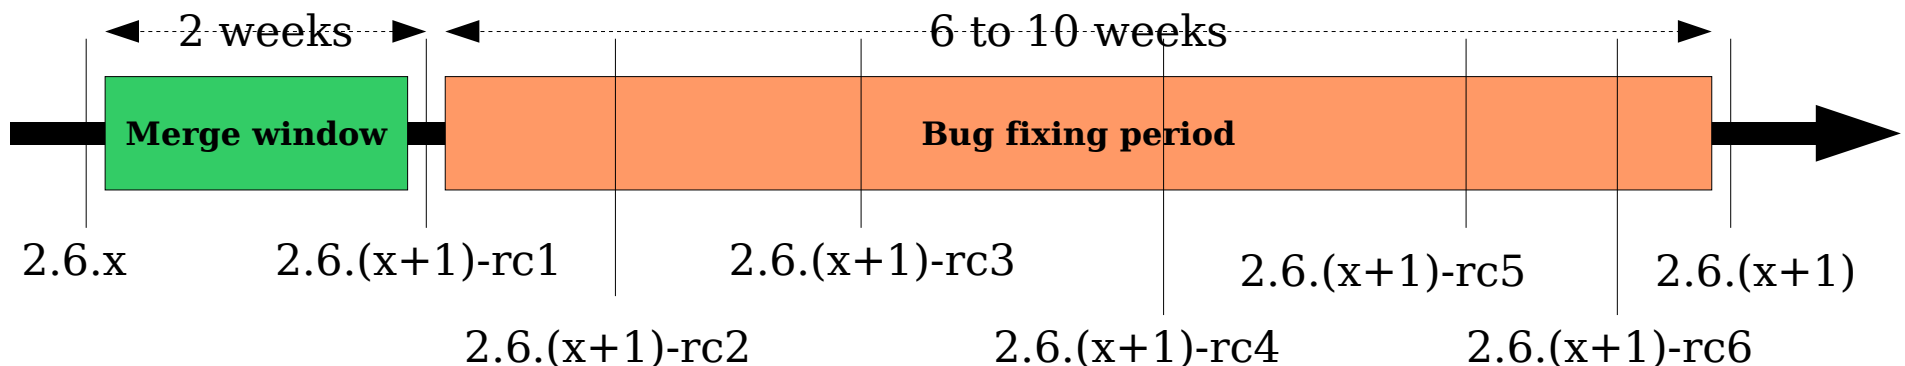 2 weeks
6 to 10 weeks
Merge window
Bug fixing period
2.6.x
2.6.(x+1)-rc1
2.6.(x+1)-rc3
2.6.(x+1)-rc5
2.6.(x+1)
2.6.(x+1)-rc2
2.6.(x+1)-rc4
2.6.(x+1)-rc6